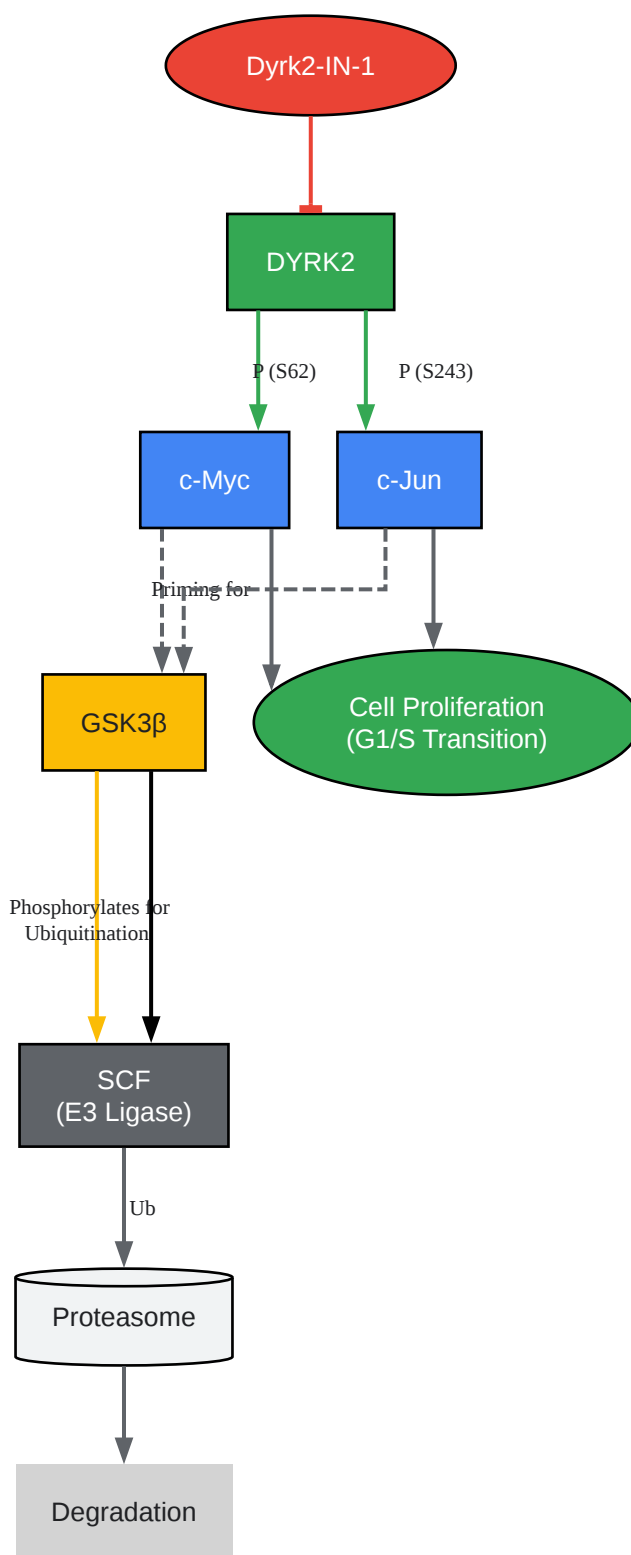 Dyrk2-IN-1
DYRK2
P (S62)
P (S243)
c-Myc
c-Jun
Priming for
GSK3β
Cell Proliferation
(G1/S Transition)
Phosphorylates for
Ubiquitination
SCF
(E3 Ligase)
Ub
Proteasome
Degradation